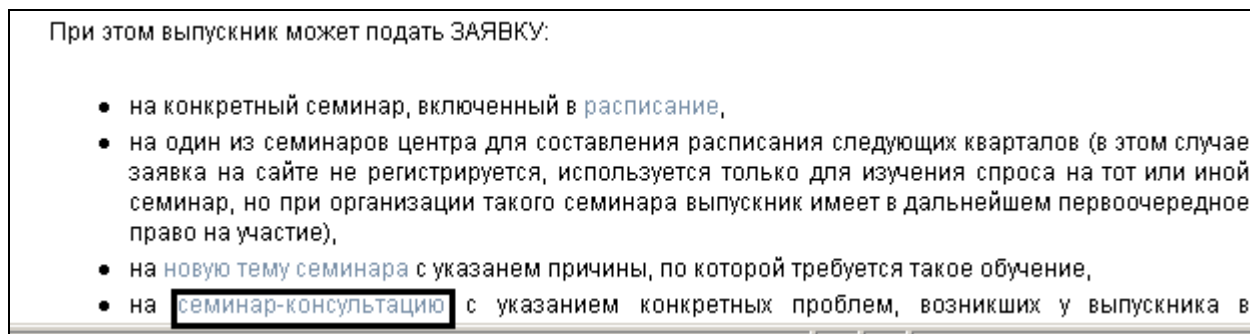 При этом выпускник может подать ЗАЯВКУ:
● на конкретный семинар, включенный в расписание,
● на один из семинаров центра для составления расписания следующих кварталов (в этом случае
заявка на сайте не регистрируется, используется только для изучения спроса на тот или иной
семинар, но при организации такого семинара выпускник имеет в дальнейшем первоочередное
право на участие),
● на новую тему семинара с указанем причины, по которой требуется такое обучение,
● на семинар-консультацию с указанием конкретных проблем, возникших у выпускника в